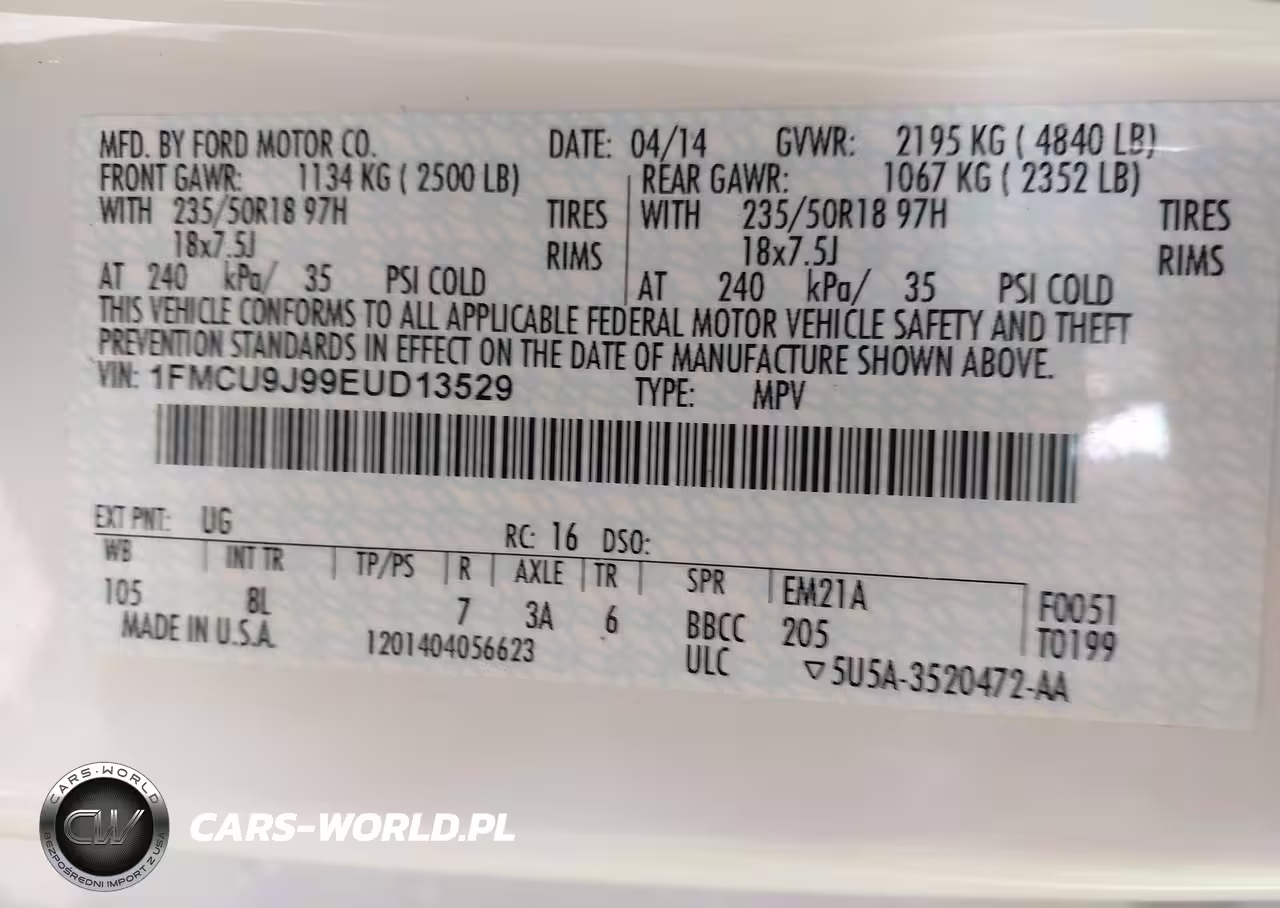 MFD. BY FORD MOTOR CO. DATE: 04/14 GVWR: 2195 KG ( 4840 LB)
FRONT GAWR: 1134 KG ( 2500 LB) REAR GAWR: 1067 KG ( 2352 LB)
WITH 235/50R18 97H TIRES WITH 235/50R18 97H TIRES
18x7.5J RIMS 18x7.5J RIMS
AT 240 kPa/ 35 PSI COLD AT 240 kPa/ 35 PSI COLD
THIS VEHICLE CONFORMS TO ALL APPLICABLE FEDERAL MOTOR VEHICLE SAFETY AND THEFT
PREVENTION STANDARDS IN EFFECT ON THE DATE OF MANUFACTURE SHOWN ABOVE.
VIN: 1FMCU9J99EUD13529 TYPE: MPV
EXT PNT: UG RC: 16 DSO:
WB INT TR TP/PS R AXLE TR SPR EM21A F0051
105 8L 7 3A 6 BBCC 205 T0199
MADE IN U.S.A. 1201404056623 ULC ▽5U5A-3520472-AA
CARS-WORLD
CW
BEZPOŚREDNI IMPORT Z USA
CARS-WORLD.PL